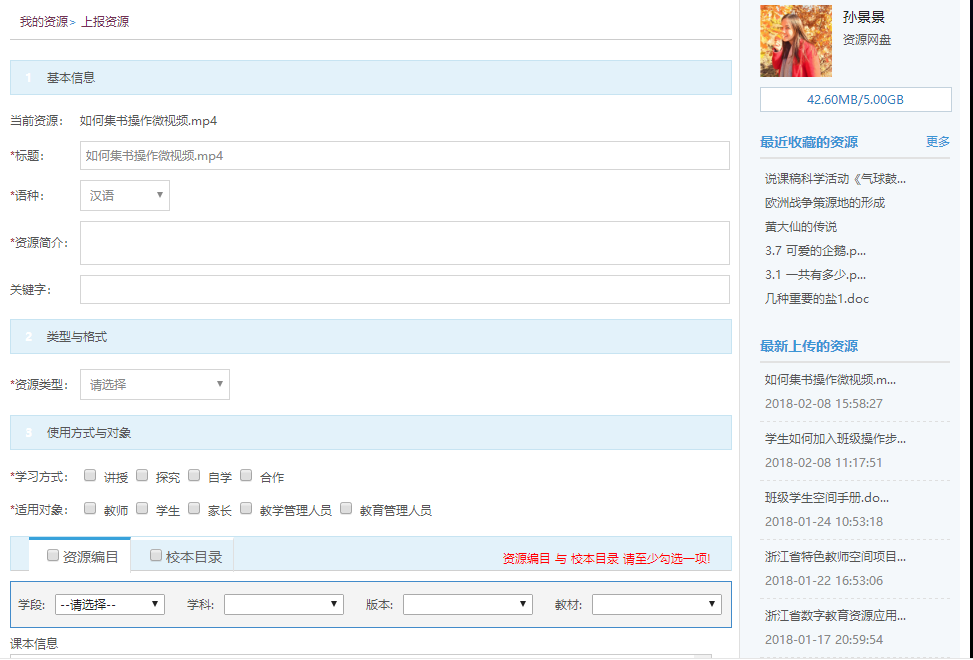 我的资源> 上报资源
1 基本信息
当前资源: 如何集书操作微视频.mp4
*标题: 如何集书操作微视频.mp4
*语种: 汉语
*资源简介:
关键字:
2 类型与格式
*资源类型: 请选择
3 使用方式与对象
*学习方式: 讲授 探究 自学 合作
*适用对象: 教师 学生 家长 教学管理人员 教育管理人员
资源编目 校本目录 资源编目 与 校本目录 请至少勾选一项!
学段: --请选择-- 学科: 版本: 教材:
课本信息
孙景景
资源网盘
42.60MB/5.00GB
最近收藏的资源 更多
说课稿科学活动《气球鼓...
欧洲战争策源地的形成
黄大仙的传说
3.7 可爱的企鹅.p...
3.1 一共有多少.p...
几种重要的盐1.doc
最新上传的资源
如何集书操作微视频.m...
2018-02-08 15:58:27
学生如何加入班级操作步...
2018-02-08 11:17:51
班级学生空间手册.do...
2018-01-24 10:53:18
浙江省特色教师空间项目...
2018-01-22 16:53:06
浙江省数字教育资源应用...
2018-01-17 20:59:54